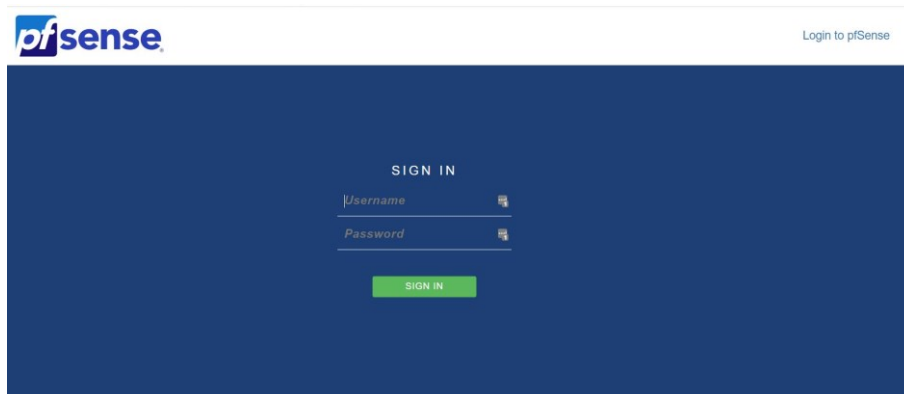 pfsense
Login to pfSense
SIGN IN
Username
Password
SIGN IN